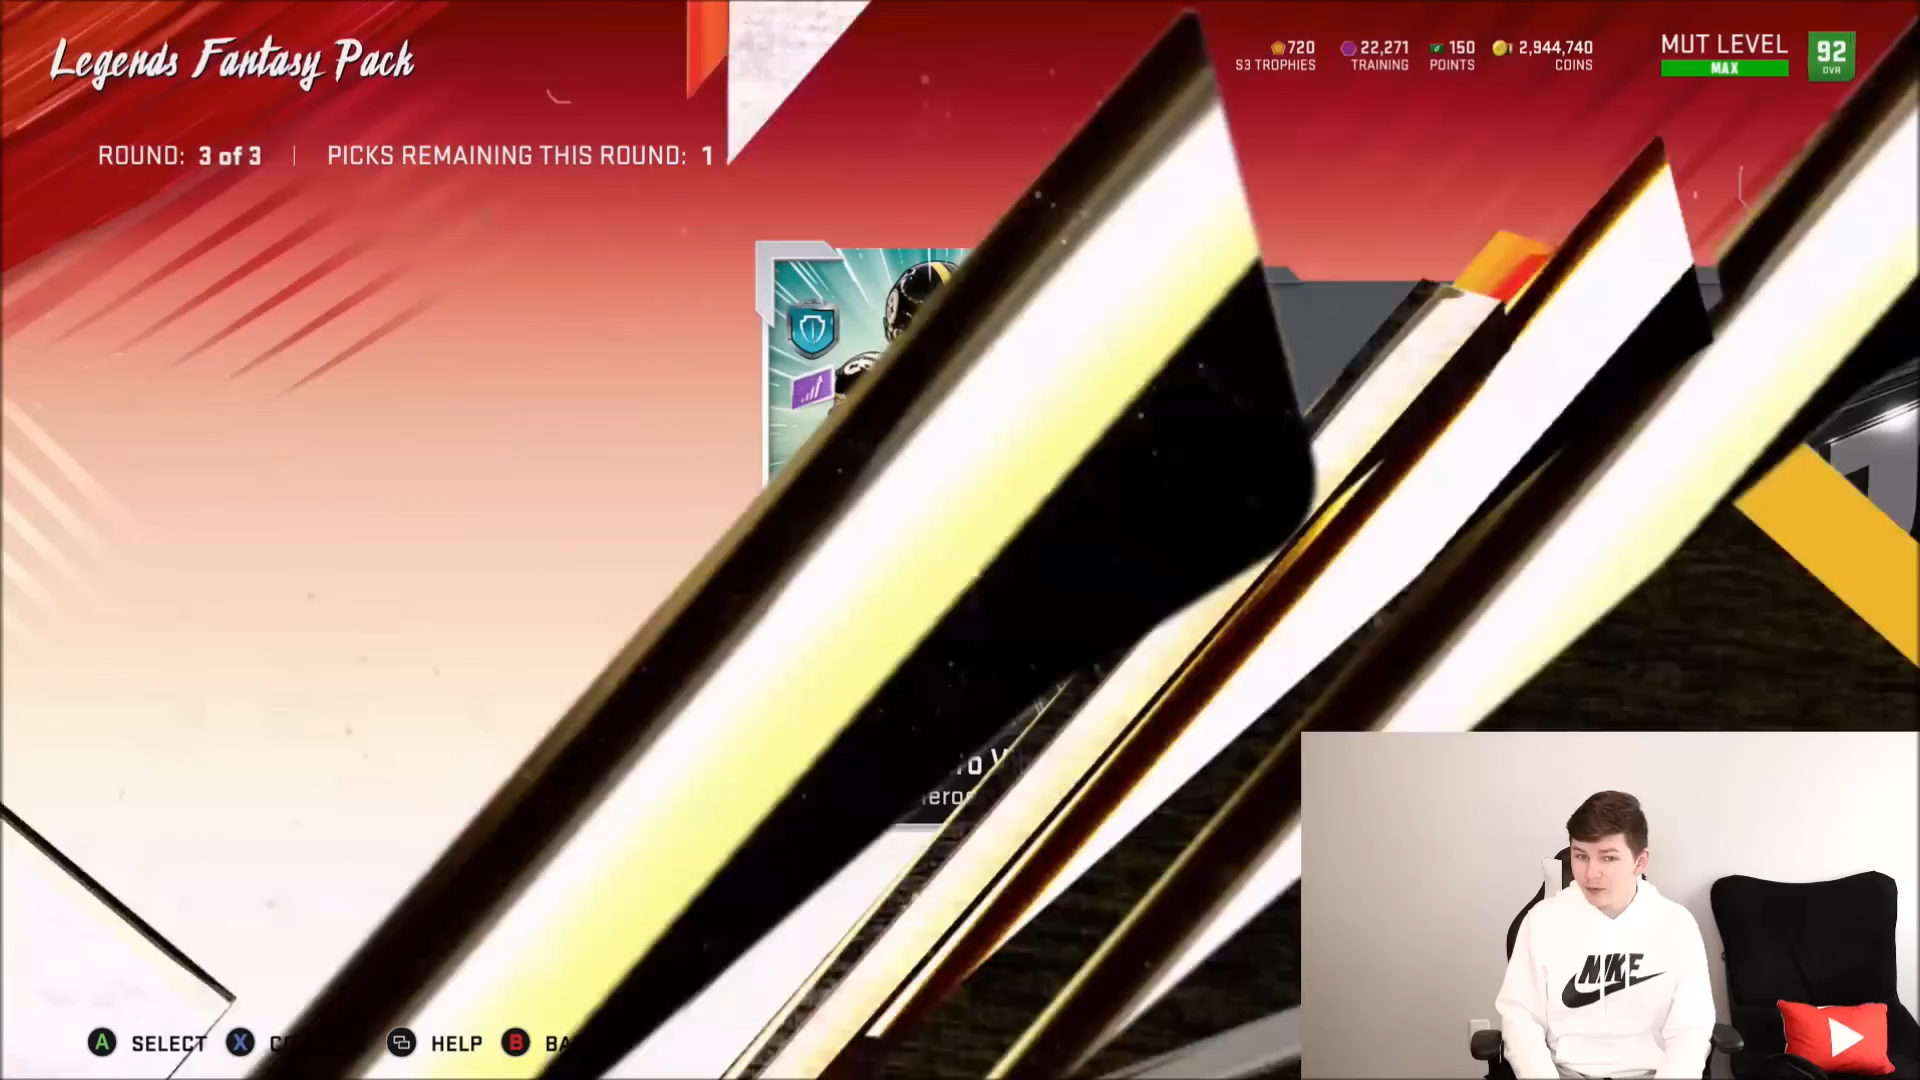 Legends Fantasy Pack
720
S3 TROPHIES
22,271
TRAINING
150
POINTS
2,944,740
COINS
MUT LEVEL
MAX
92
OVR
ROUND: 3 of 3 | PICKS REMAINING THIS ROUND: 1
A SELECT X HELP B
NIKE